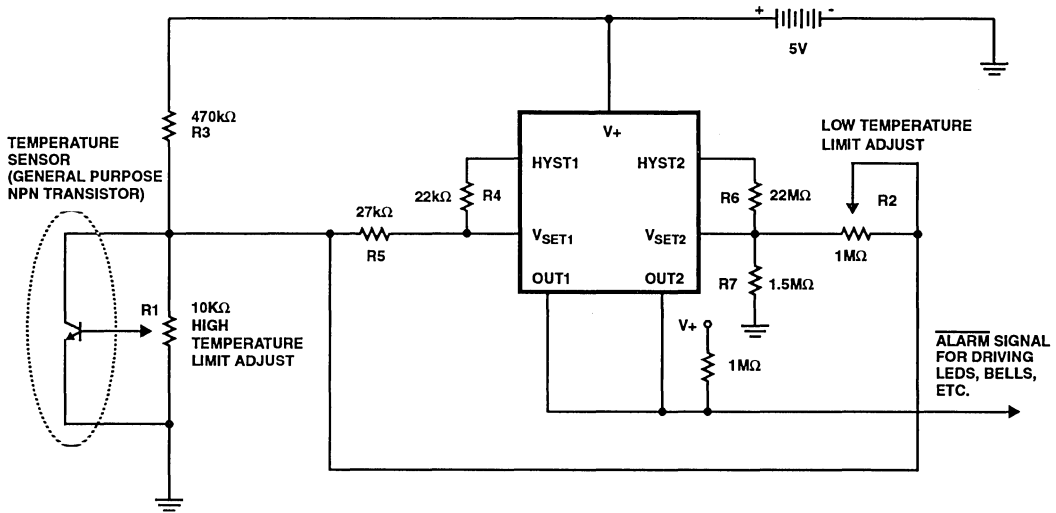 + -
5V
470kΩ
R3
TEMPERATURE
SENSOR
(GENERAL PURPOSE
NPN TRANSISTOR)
V+
LOW TEMPERATURE
LIMIT ADJUST
HYST1
HYST2
22kΩ
R4
R6
22MΩ
R2
27kΩ
R5
VSET1
VSET2
1MΩ
OUT1
OUT2
R7
1.5MΩ
R1
10KΩ
HIGH
TEMPERATURE
LIMIT ADJUST
V+
1MΩ
ALARM SIGNAL
FOR DRIVING
LEDS, BELLS,
ETC.